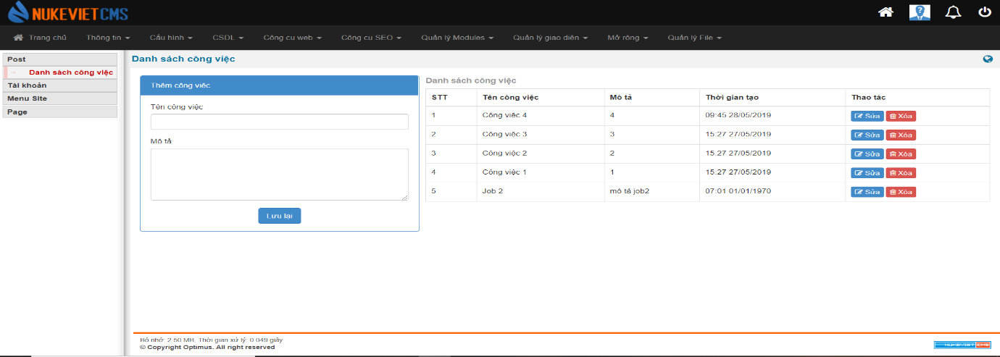 NUKEVIETCMS
Trang chủ Thông tin Cấu hình CSDL Công cụ web Công cụ SEO Quản lý Modules Quản lý giao diện Mở rộng Quản lý File
Post
Danh sách công việc
Tài khoản
Menu Site
Page
Danh sách công việc
Thêm công việc
Tên công việc
Mô tả
Lưu lại
Danh sách công việc
STT Tên công việc Mô tả Thời gian tạo Thao tác
1 Công việc 4 4 09:45 28/05/2019 Sửa Xóa
2 Công việc 3 3 15:27 27/05/2019 Sửa Xóa
3 Công việc 2 2 15:27 27/05/2019 Sửa Xóa
4 Công việc 1 1 15:27 27/05/2019 Sửa Xóa
5 Job 2 mô tả job2 07:01 01/01/1970 Sửa Xóa
Bộ nhớ: 2.50 MB, Thời gian xử lý: 0.049 giây
© Copyright Optimus. All right reserved
NUKEVIET CMS